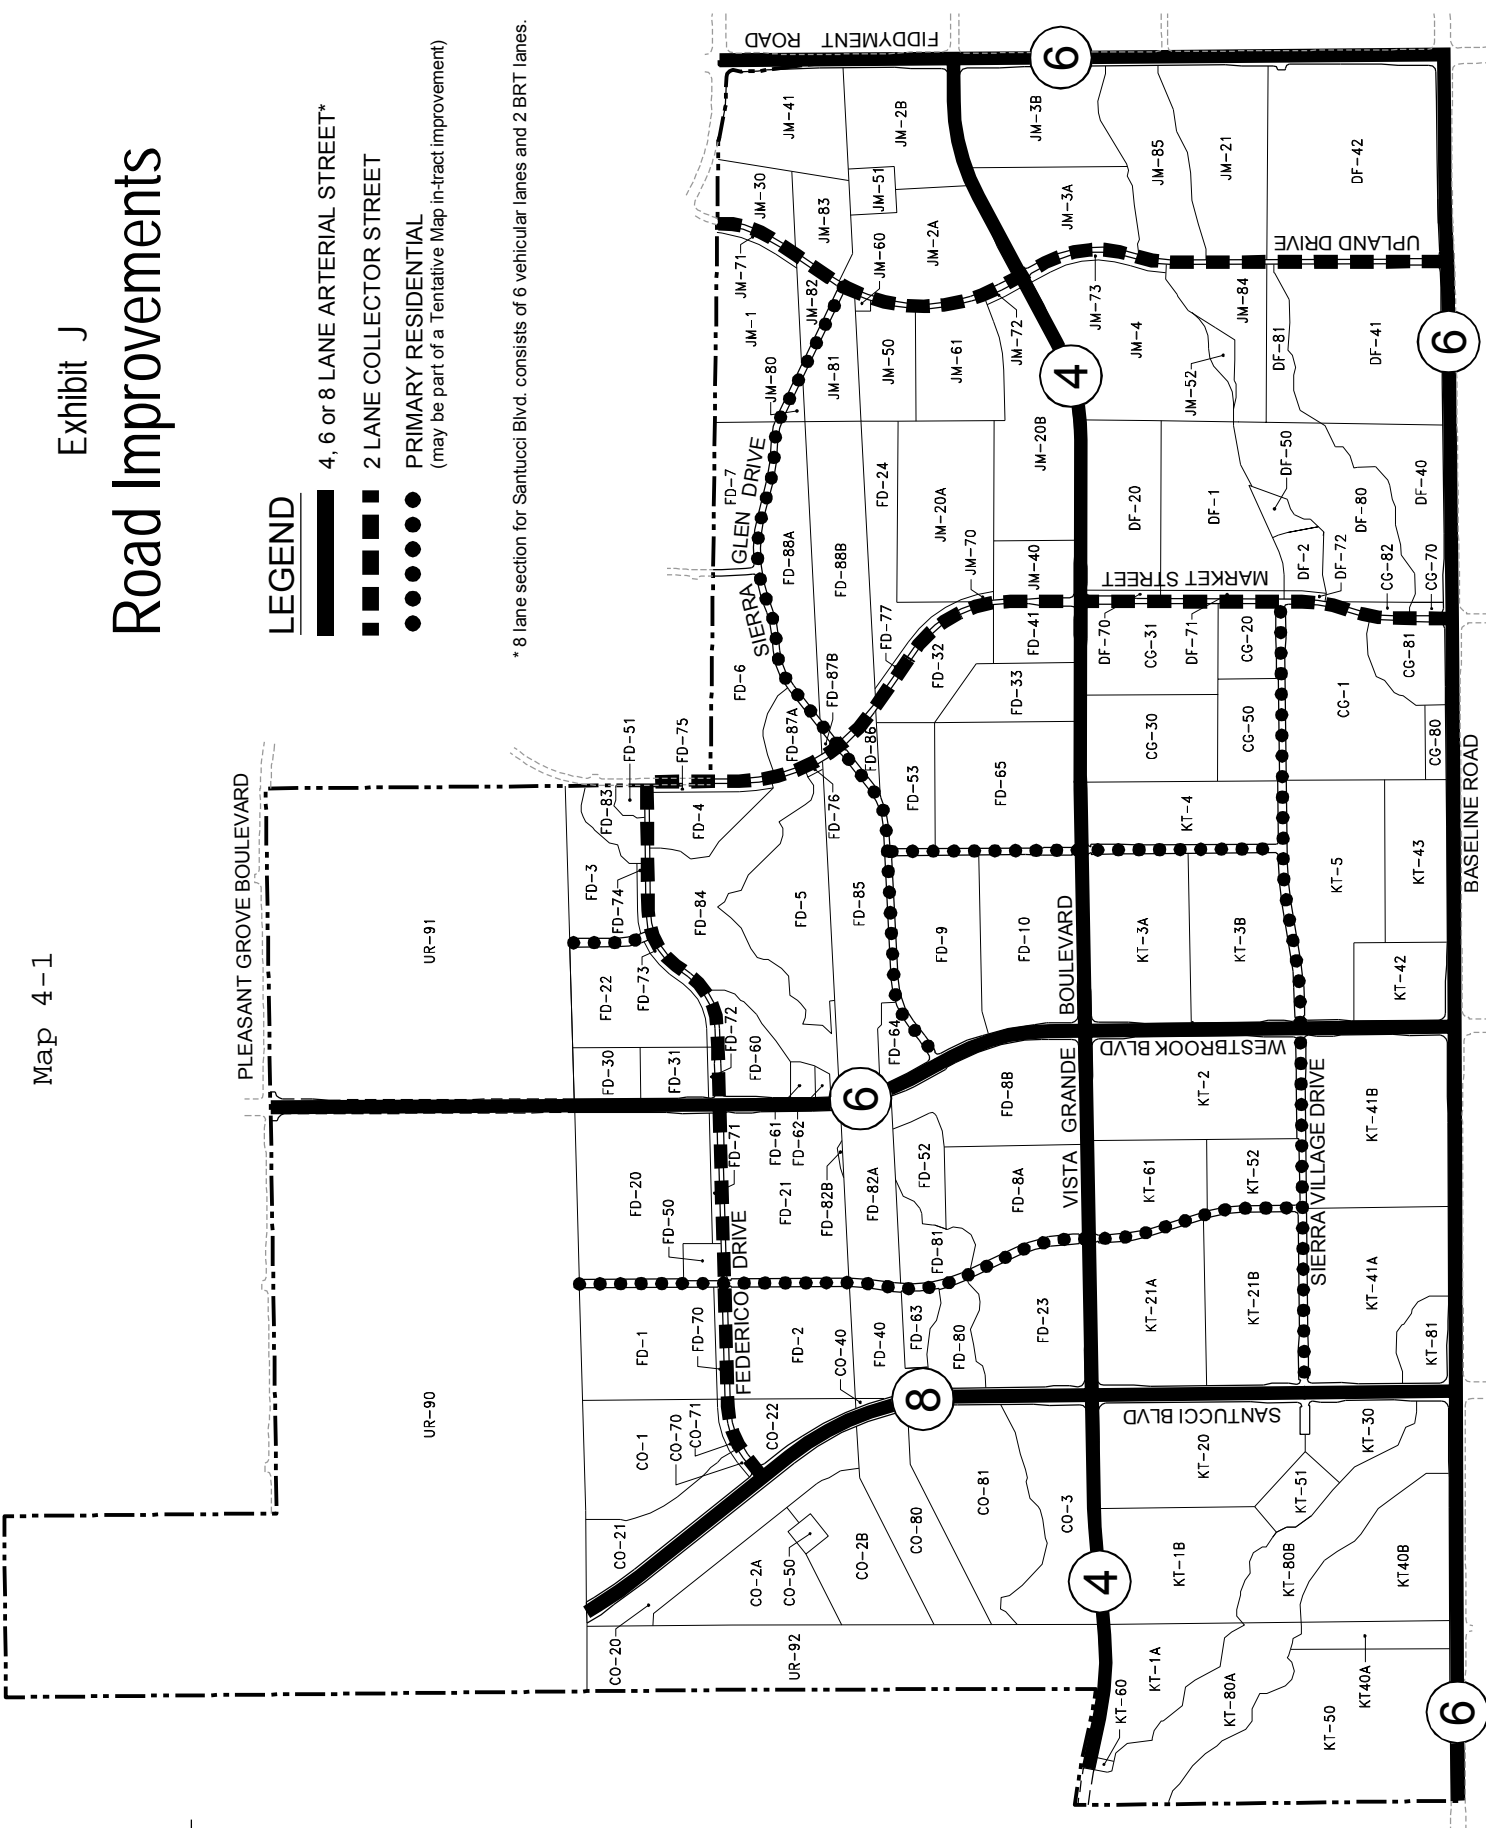 Map 4-1
Exhibit J
Road Improvements
LEGEND
4, 6 or 8 LANE ARTERIAL STREET*
2 LANE COLLECTOR STREET
PRIMARY RESIDENTIAL
(may be part of a Tentative Map in-tract improvement)
* 8 lane section for Santucci Blvd. consists of 6 vehicular lanes and 2 BRT lanes.
PLEASANT GROVE BOULEVARD
UR-90
UR-91
UR-92
CO-20
CO-21
CO-1
CO-70
CO-71
CO-22
CO-2A
CO-50
CO-2B
CO-80
CO-81
CO-3
CO-40
FD-1
FD-70
FD-2
FD-40
FD-63
FD-80
FD-23
FD-20
FD-50
FD-71
FD-21
FD-61
FD-62
FD-82B
FD-82A
FD-52
FD-81
FD-8A
FD-8B
FD-30
FD-31
FD-72
FD-60
FD-22
FD-73
FD-74
FD-3
FD-83
FD-51
FD-75
FD-4
FD-84
FD-5
FD-85
FD-64
FD-9
FD-10
FD-76
FD-53
FD-65
FD-86
FD-87A
FD-87B
FD-77
FD-32
FD-33
FD-41
FD-6
FD-7
FD-88A
FD-88B
FD-24
FEDERICO DRIVE
SIERRA GLEN DRIVE
JM-1
JM-71
JM-30
JM-41
JM-83
JM-82
JM-80
JM-81
JM-60
JM-51
JM-2B
JM-2A
JM-50
JM-61
JM-72
JM-3B
JM-3A
JM-73
JM-4
JM-85
JM-21
JM-84
JM-52
JM-20A
JM-20B
JM-70
JM-40
FIDDYMENT ROAD
UPLAND DRIVE
MARKET STREET
DF-42
DF-41
DF-81
DF-50
DF-20
DF-1
DF-2
DF-80
DF-40
DF-72
DF-70
DF-71
CG-82
CG-70
CG-31
CG-20
CG-30
CG-50
CG-1
CG-81
CG-80
KT-4
KT-5
KT-43
KT-42
KT-3A
KT-3B
KT-2
KT-41B
KT-61
KT-52
KT-21A
KT-21B
KT-41A
KT-81
KT-20
KT-30
KT-51
KT-1B
KT-80B
KT40B
KT-1A
KT-60
KT-80A
KT-50
KT40A
VISTA GRANDE BOULEVARD
WESTBROOK BLVD
SIERRA VILLAGE DRIVE
SANTUCCI BLVD
BASELINE ROAD
6
4
6
6
8
4
6